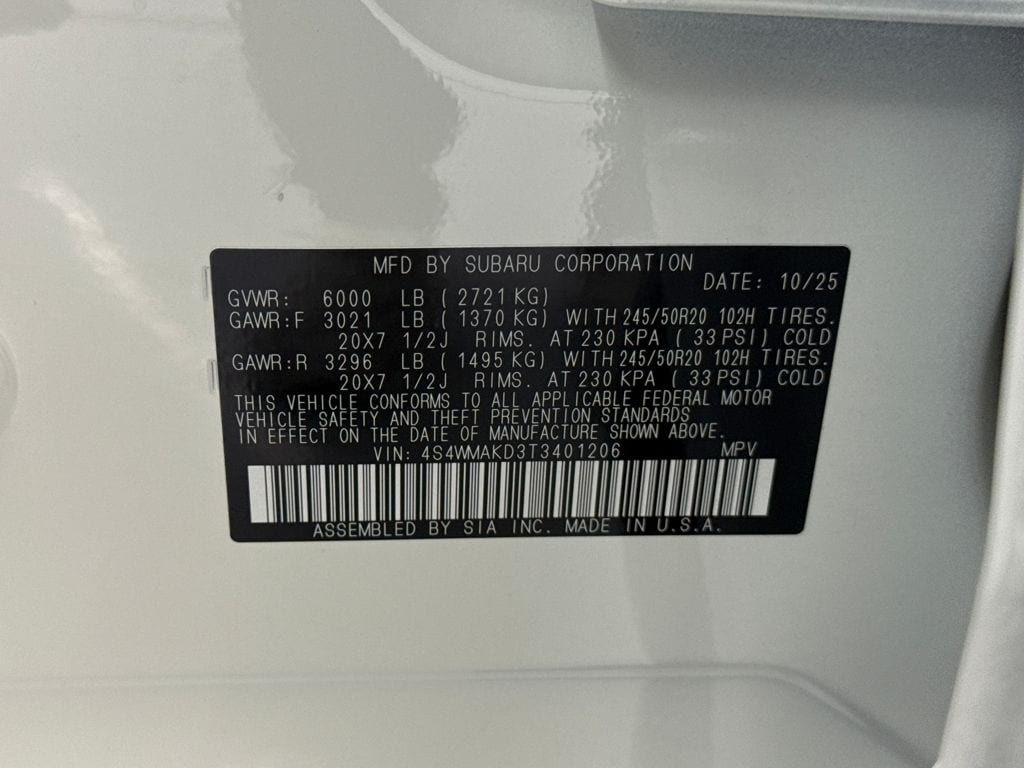 MFD BY SUBARU CORPORATION
DATE: 10/25
GVWR: 6000 LB ( 2721 KG)
GAWR:F 3021 LB ( 1370 KG) WITH 245/50R20 102H TIRES.
20X7 1/2J RIMS. AT 230 KPA ( 33 PSI) COLD
GAWR:R 3296 LB ( 1495 KG) WITH 245/50R20 102H TIRES.
20X7 1/2J RIMS. AT 230 KPA ( 33 PSI) COLD
THIS VEHICLE CONFORMS TO ALL APPLICABLE FEDERAL MOTOR
VEHICLE SAFETY AND THEFT PREVENTION STANDARDS
IN EFFECT ON THE DATE OF MANUFACTURE SHOWN ABOVE.
VIN: 4S4WMAKD3T3401206 MPV
ASSEMBLED BY SIA INC. MADE IN U.S.A.